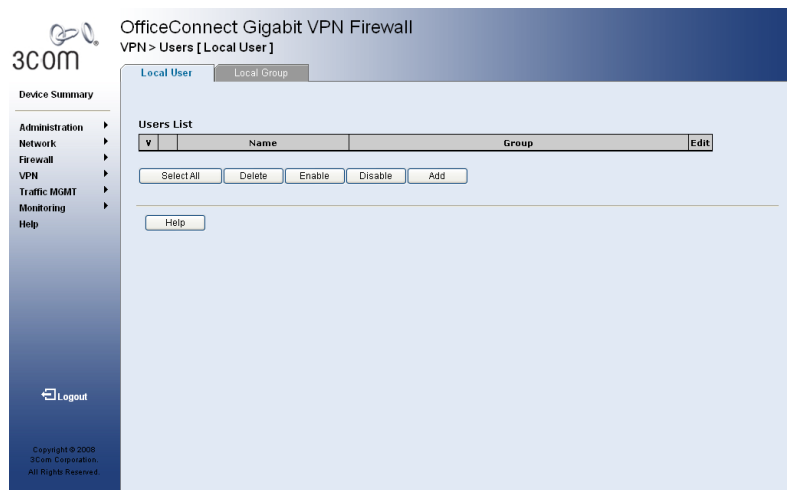 OfficeConnect Gigabit VPN Firewall
VPN > Users [ Local User ]
3COM
Local User
Local Group
Device Summary
Administration
Network
Firewall
VPN
Traffic MGMT
Monitoring
Help
Users List
V Name Group Edit
Select All Delete Enable Disable Add
Help
Logout
Copyright © 2008
3Com Corporation.
All Rights Reserved.